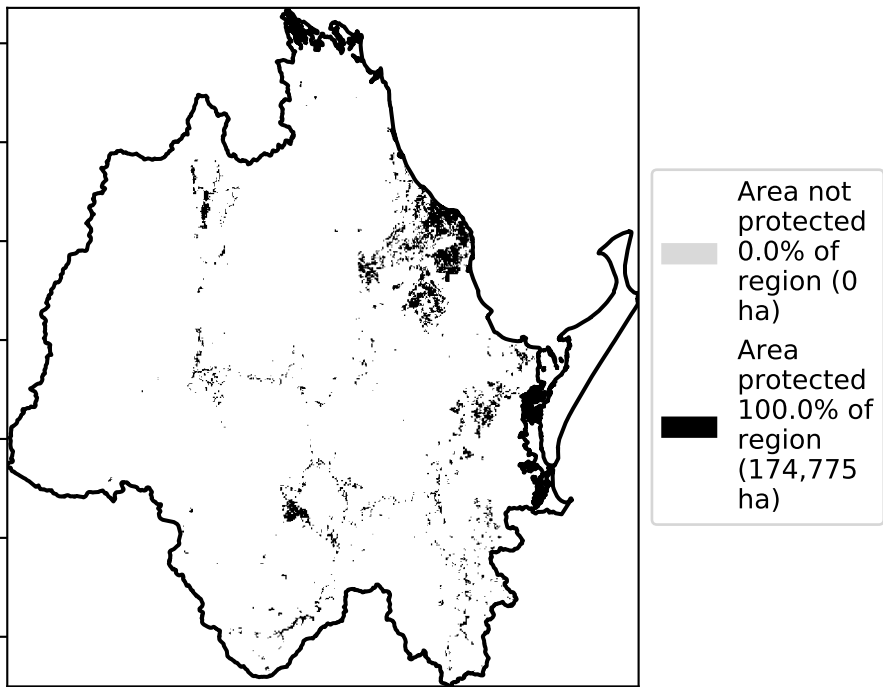 Area not
protected
0.0% of
region (0
ha)
Area
protected
100.0% of
region
(174,775
ha)